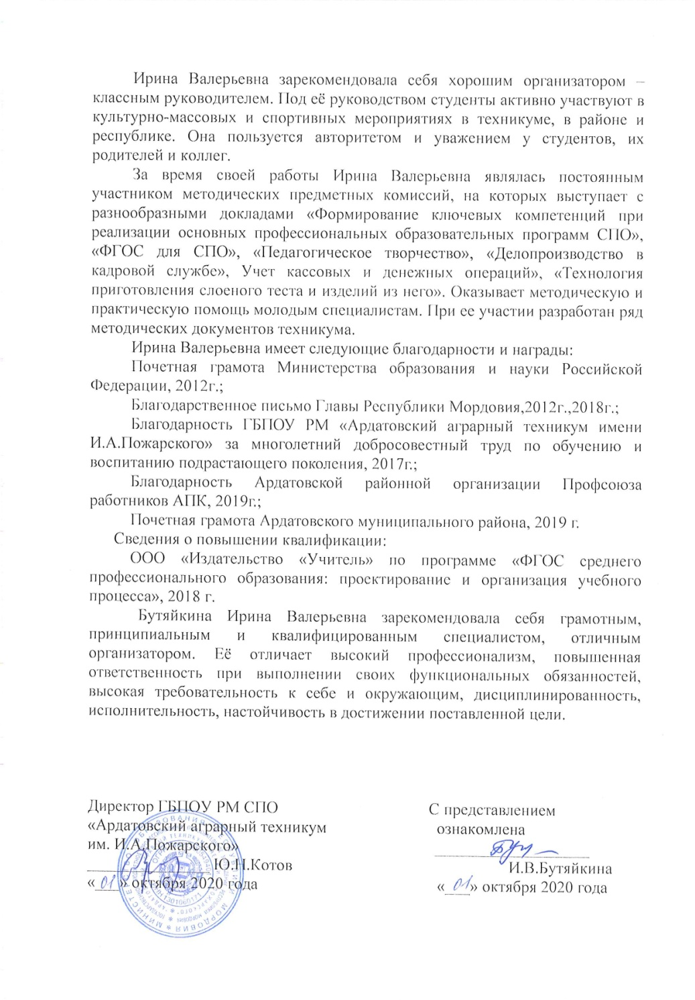 Ирина Валерьевна зарекомендовала себя хорошим организатором –
классным руководителем. Под её руководством студенты активно участвуют в
культурно-массовых и спортивных мероприятиях в техникуме, в районе и
республике. Она пользуется авторитетом и уважением у студентов, их
родителей и коллег.
За время своей работы Ирина Валерьевна являлась постоянным
участником методических предметных комиссий, на которых выступает с
разнообразными докладами «Формирование ключевых компетенций при
реализации основных профессиональных образовательных программ СПО»,
«ФГОС для СПО», «Педагогическое творчество», «Делопроизводство в
кадровой службе», Учет кассовых и денежных операций», «Технология
приготовления слоеного теста и изделий из него». Оказывает методическую и
практическую помощь молодым специалистам. При ее участии разработан ряд
методических документов техникума.
Ирина Валерьевна имеет следующие благодарности и награды:
Почетная грамота Министерства образования и науки Российской
Федерации, 2012г.;
Благодарственное письмо Главы Республики Мордовия,2012г.,2018г.;
Благодарность ГБПОУ РМ «Ардатовский аграрный техникум имени
И.А.Пожарского» за многолетний добросовестный труд по обучению и
воспитанию подрастающего поколения, 2017г.;
Благодарность Ардатовской районной организации Профсоюза
работников АПК, 2019г.;
Почетная грамота Ардатовского муниципального района, 2019 г.
Сведения о повышении квалификации:
ООО «Издательство «Учитель» по программе «ФГОС среднего
профессионального образования: проектирование и организация учебного
процесса», 2018 г.
Бутяйкина Ирина Валерьевна зарекомендовала себя грамотным,
принципиальным и квалифицированным специалистом, отличным
организатором. Её отличает высокий профессионализм, повышенная
ответственность при выполнении своих функциональных обязанностей,
высокая требовательность к себе и окружающим, дисциплинированность,
исполнительность, настойчивость в достижении поставленной цели.
Директор ГБПОУ РМ СПО
«Ардатовский аграрный техникум
им. И.А.Пожарского»
Ю.Н.Котов
«01» октября 2020 года
С представлением
ознакомлена
И.В.Бутяйкина
«01» октября 2020 года
МИНИСТЕРСТВО ОБРАЗОВАНИЯ РЕСПУБЛИКИ МОРДОВИЯ